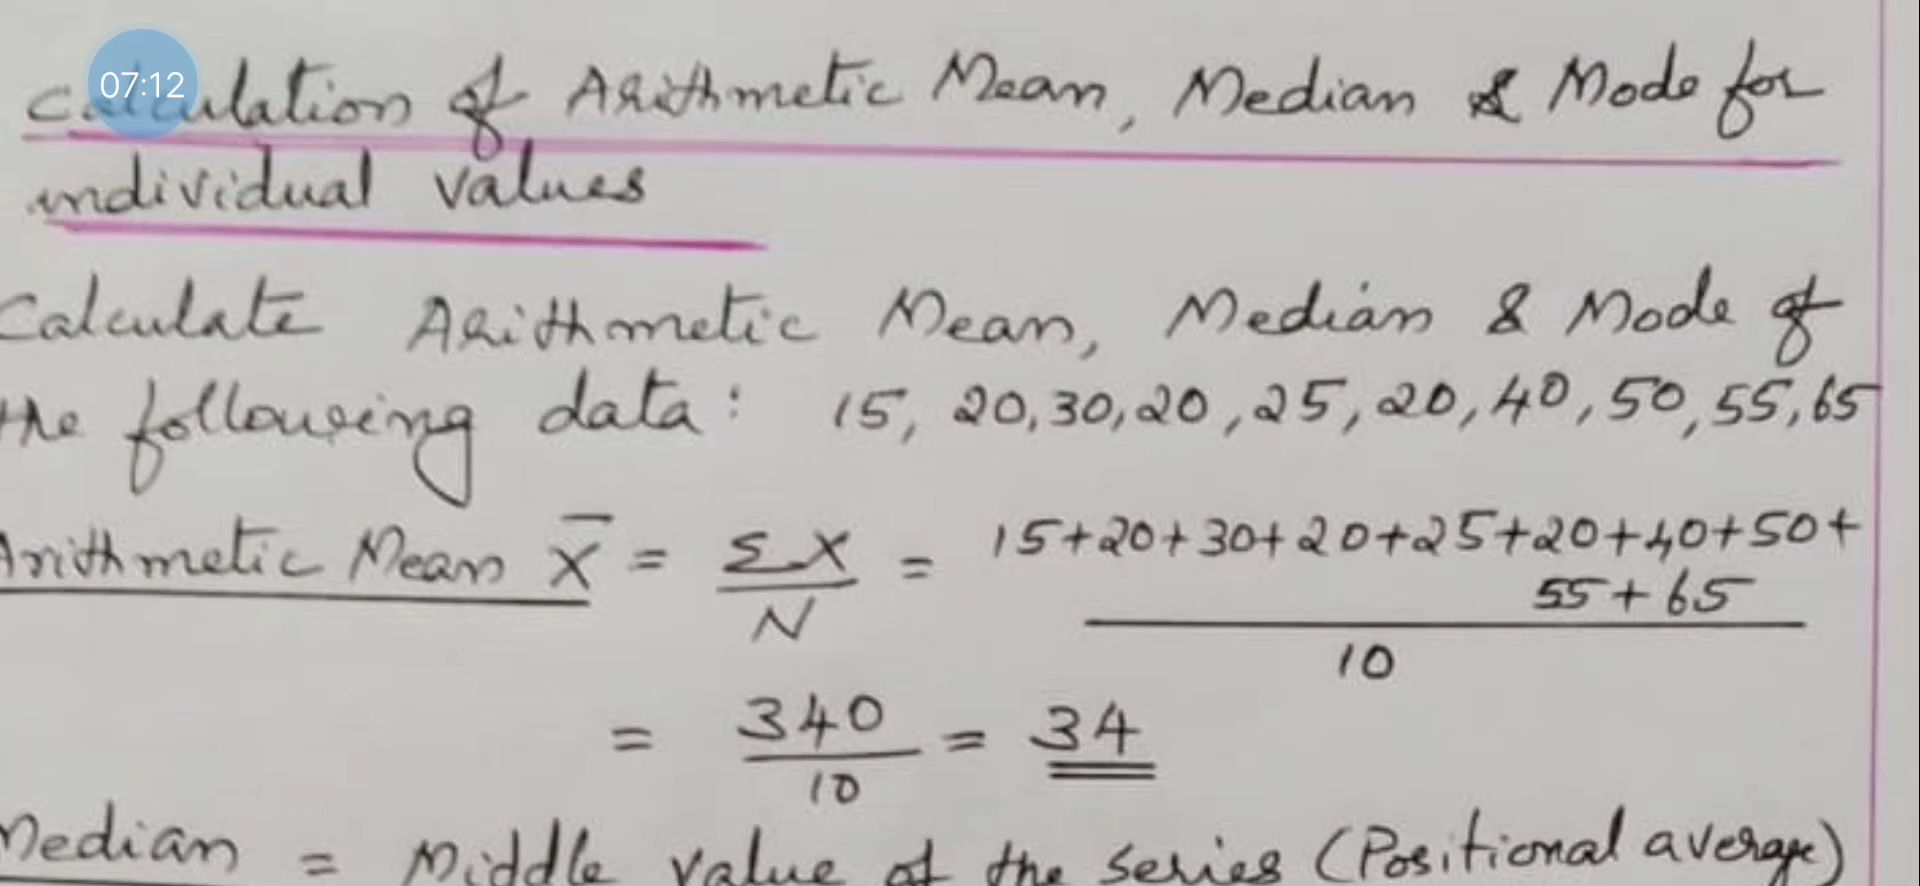 07:12
Calculation of Arithmetic Mean, Median & Mode for
individual values
Calculate Arithmetic Mean, Median & Mode of
the following data: 15, 20, 30, 20, 25, 20, 40, 50, 55, 65
Arithmetic Mean X̄ = ΣX/N = 15+20+30+20+25+20+40+50+
55+65
10
= 340/10 = 34
Median = Middle value of the series (Positional average)